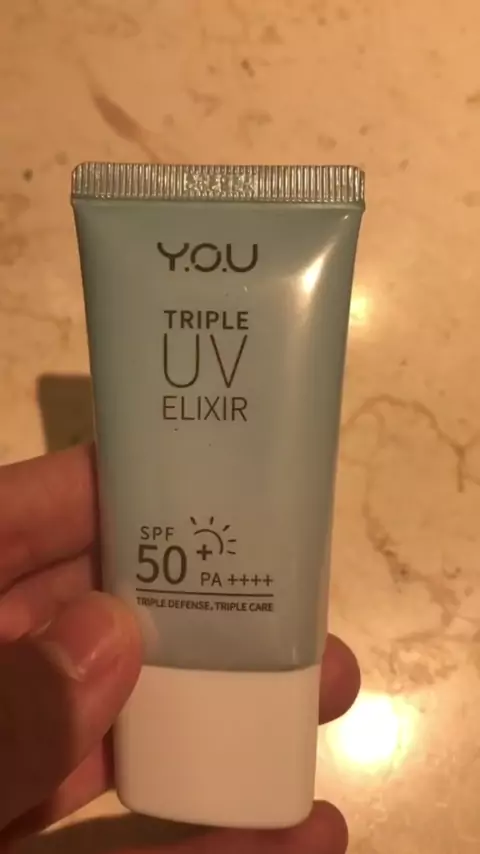 Y.O.U
TRIPLE
UV
ELIXIR
SPF
50+
PA ++++
TRIPLE DEFENSE, TRIPLE CARE